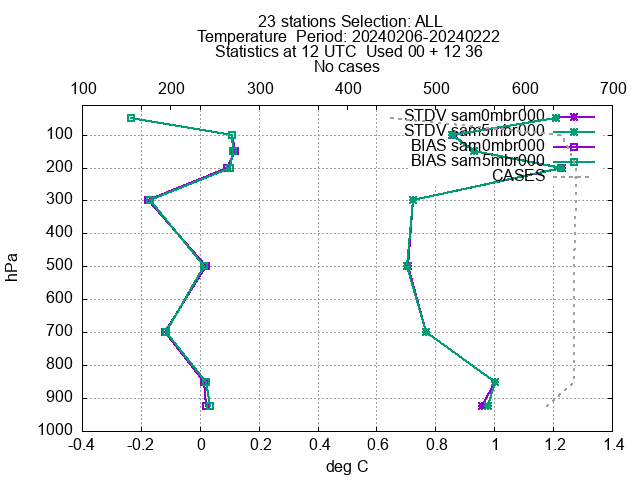 23 stations Selection: ALL
Temperature  Period: 20240206-20240222
Statistics at 12 UTC  Used 00 + 12 36
No cases
100 200 300 400 500 600 700
STDV sam0mbr000
100 STDV sam5mbr000
BIAS sam0mbr000
BIAS sam5mbr000
200 CASES
300
400
500
hPa
600
700
800
900
1000
-0.4 -0.2 0 0.2 0.4 0.6 0.8 1 1.2 1.4
deg C